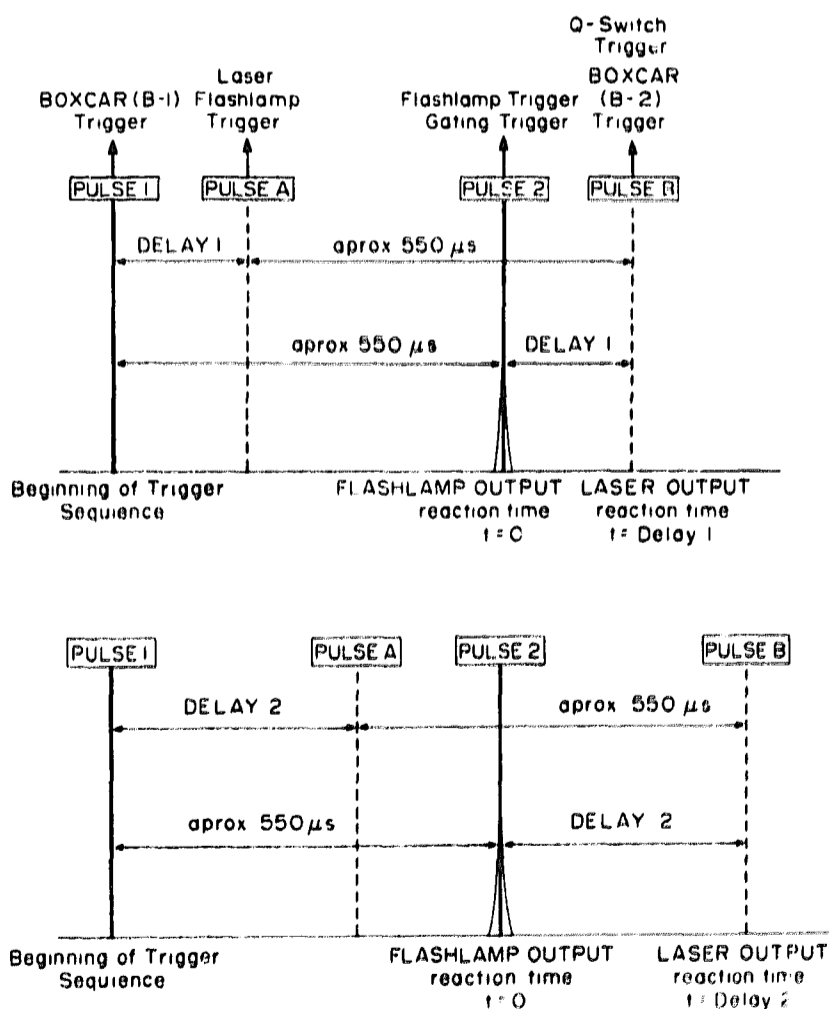 Q-Switch
Trigger
BOXCAR (B-1)
Trigger
Laser
Flashlamp
Trigger
Flashlamp Trigger
Gating Trigger
BOXCAR
(B-2)
Trigger
PULSE 1
PULSE A
PULSE 2
PULSE B
DELAY 1
aprox 550 μs
aprox 550 μs
DELAY 1
Beginning of Trigger
Sequence
FLASHLAMP OUTPUT
reaction time
t = 0
LASER OUTPUT
reaction time
t = Delay 1
PULSE 1
PULSE A
PULSE 2
PULSE B
DELAY 2
aprox 550 μs
aprox 550 μs
DELAY 2
Beginning of Trigger
Sequence
FLASHLAMP OUTPUT
reaction time
t = 0
LASER OUTPUT
reaction time
t = Delay 2